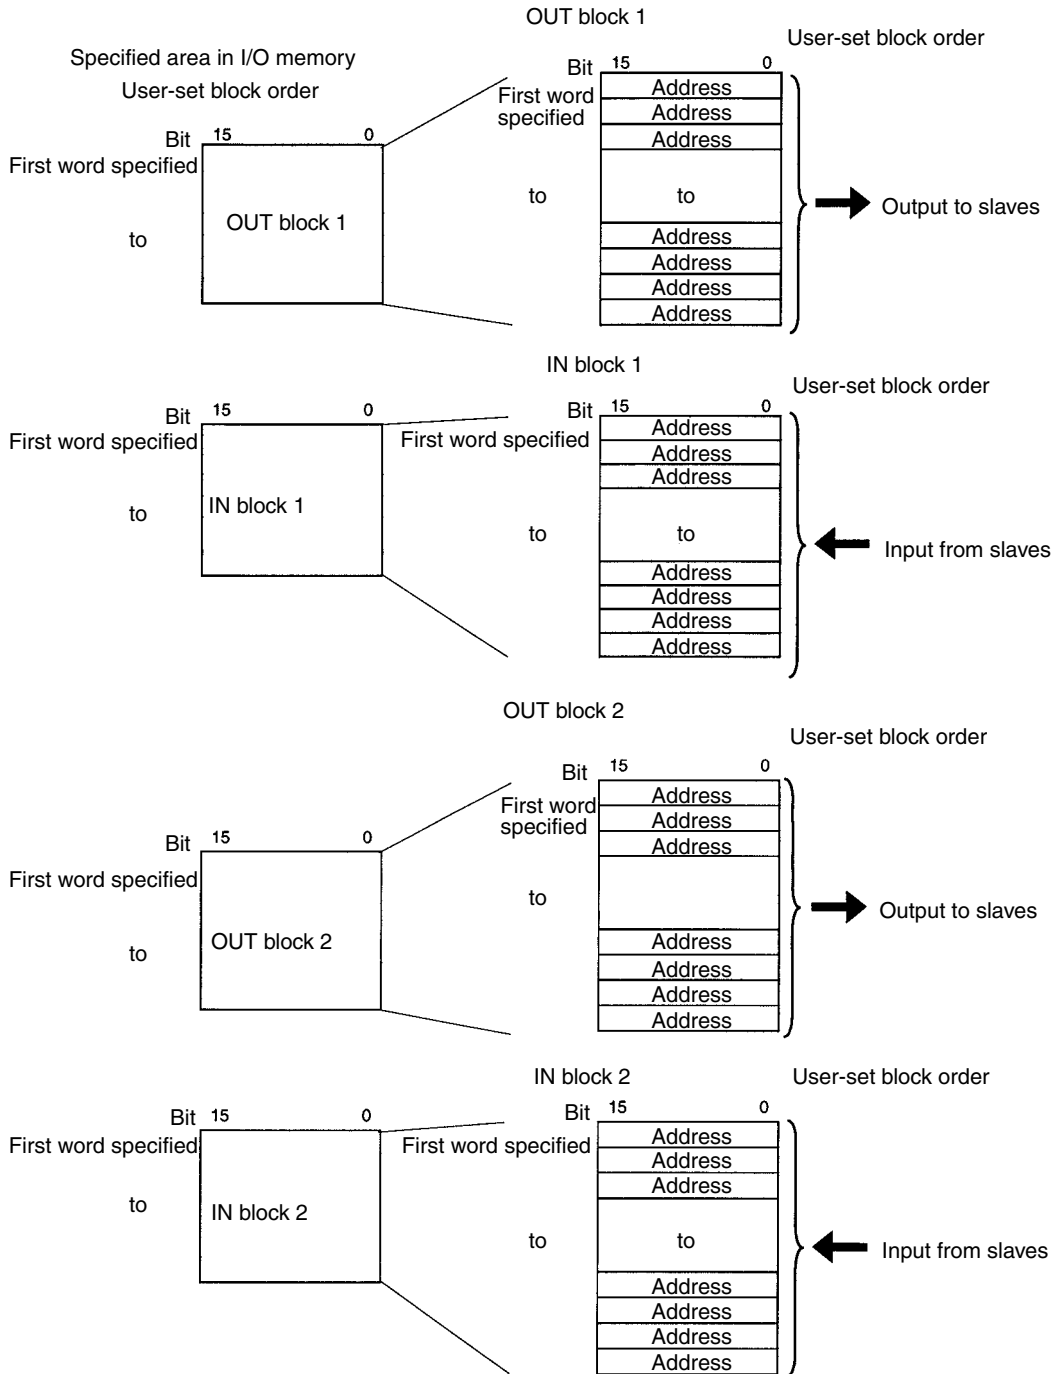 OUT block 1
User-set block order
Specified area in I/O memory
User-set block order
Bit 15 0
First word specified
OUT block 1
to
Bit 15 0
First word
specified
Address
Address
Address
to to
Address
Address
Address
Address
Output to slaves
IN block 1
User-set block order
Bit 15 0
First word specified
IN block 1
to
Bit 15 0
First word specified
Address
Address
Address
to to
Address
Address
Address
Address
Input from slaves
OUT block 2
User-set block order
Bit 15 0
First word specified
OUT block 2
to
Bit 15 0
First word
specified
Address
Address
Address
to
Address
Address
Address
Address
Output to slaves
IN block 2
User-set block order
Bit 15 0
First word specified
to
IN block 2
Bit 15 0
First word specified
Address
Address
Address
to to
Address
Address
Address
Address
Input from slaves